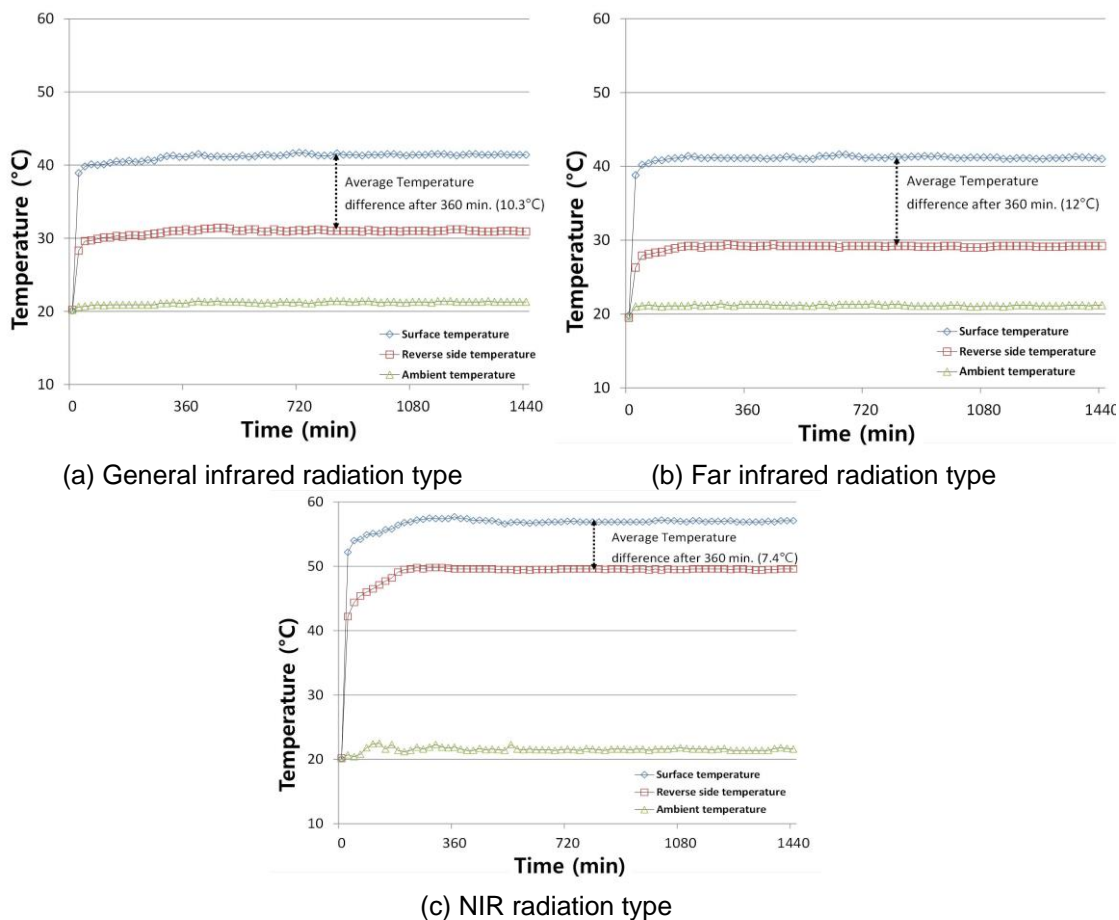 60
50
40
30
20
10
Temperature (°C)
Average Temperature
difference after 360 min. (10.3℃)
Surface temperature
Reverse side temperature
Ambient temperature
0 360 720 1080 1440
Time (min)
(a) General infrared radiation type
60
50
40
30
20
10
Temperature (°C)
Average Temperature
difference after 360 min. (12℃)
Surface temperature
Reverse side temperature
Ambient temperature
0 360 720 1080 1440
Time (min)
(b) Far infrared radiation type
60
50
40
30
20
10
Temperature (°C)
Average Temperature
difference after 360 min. (7.4℃)
Surface temperature
Reverse side temperature
Ambient temperature
0 360 720 1080 1440
Time (min)
(c) NIR radiation type